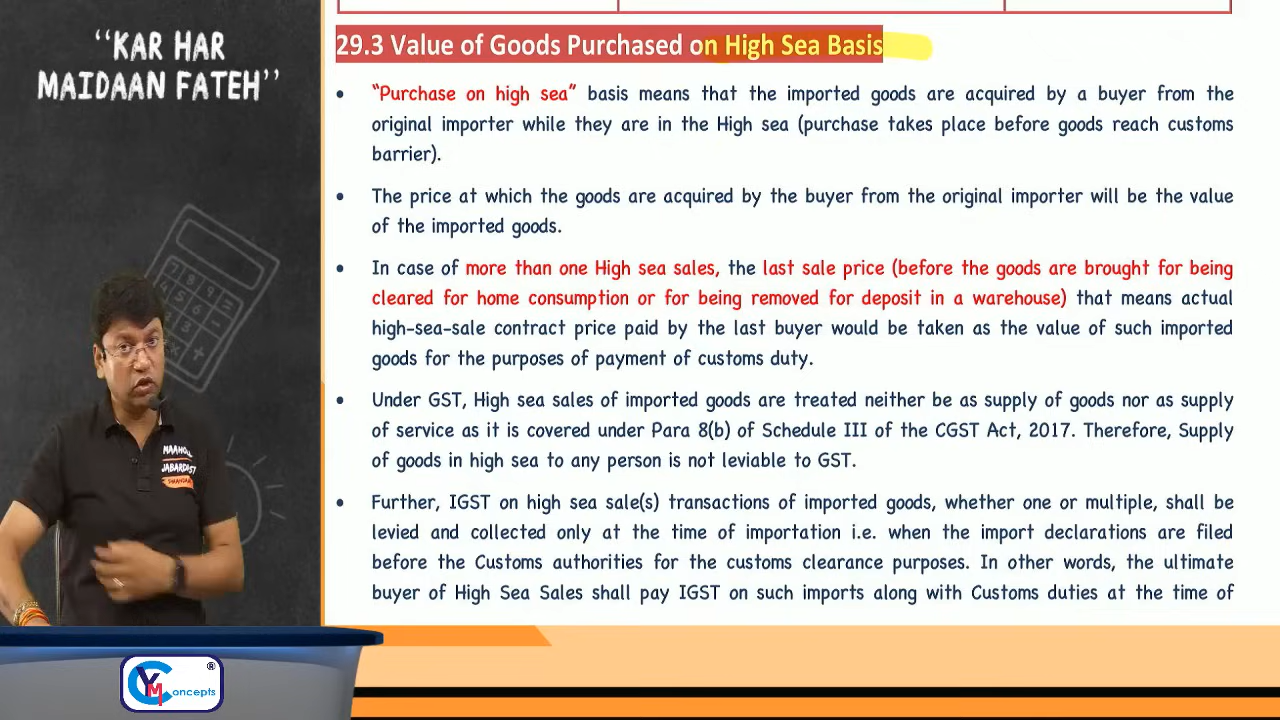 “KAR HAR
MAIDAAN FATEH”
29.3 Value of Goods Purchased on High Sea Basis
• “Purchase on high sea” basis means that the imported goods are acquired by a buyer from the
original importer while they are in the High sea (purchase takes place before goods reach customs
barrier).
• The price at which the goods are acquired by the buyer from the original importer will be the value
of the imported goods.
• In case of more than one High sea sales, the last sale price (before the goods are brought for being
cleared for home consumption or for being removed for deposit in a warehouse) that means actual
high-sea-sale contract price paid by the last buyer would be taken as the value of such imported
goods for the purposes of payment of customs duty.
• Under GST, High sea sales of imported goods are treated neither be as supply of goods nor as supply
of service as it is covered under Para 8(b) of Schedule III of the CGST Act, 2017. Therefore, Supply
of goods in high sea to any person is not leviable to GST.
• Further, IGST on high sea sale(s) transactions of imported goods, whether one or multiple, shall be
levied and collected only at the time of importation i.e. when the import declarations are filed
before the Customs authorities for the customs clearance purposes. In other words, the ultimate
buyer of High Sea Sales shall pay IGST on such imports along with Customs duties at the time of
MAAHOL
JABARDAST
VMC oncepts ®